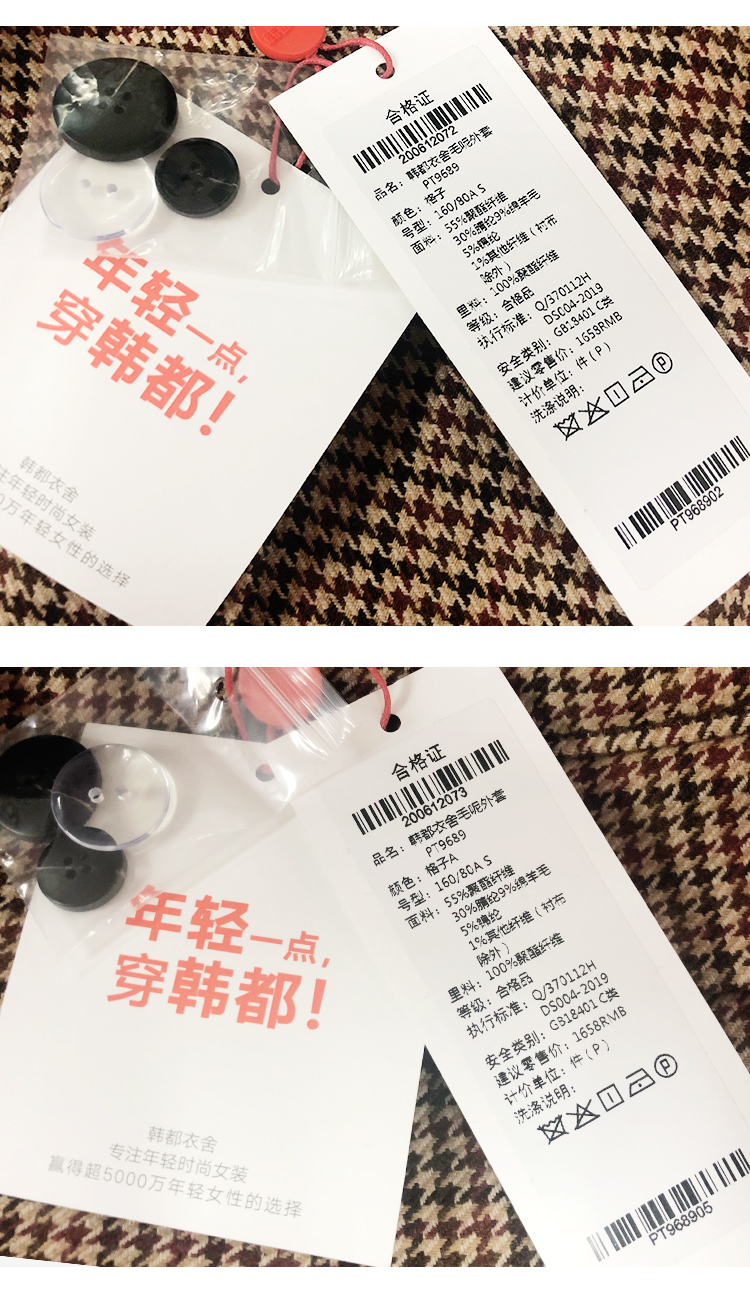 年轻一点,
穿韩都!
韩都衣舍
专注年轻时尚女装
万年轻女性的选择
合格证
200612072
品名: 韩都衣舍毛呢外套
PT9689
颜色: 格子
号型: 160/80A S
面料: 55%聚酯纤维
30%腈纶9%绵羊毛
5%锦纶
1%其他纤维(衬布
除外)
里料: 100%聚酯纤维
等级: 合格品
执行标准: Q/370112H
DS004-2019
安全类别: GB18401 C类
建议零售价: 1658RMB
计价单位: 件(P)
洗涤说明:
PT968902
年轻一点,
穿韩都!
韩都衣舍
专注年轻时尚女装
赢得超5000万年轻女性的选择
合格证
200612073
品名: 韩都衣舍毛呢外套
PT9689
颜色: 格子A
号型: 160/80A S
面料: 55%聚酯纤维
30%腈纶9%绵羊毛
5%锦纶
1%其他纤维(衬布
除外)
里料: 100%聚酯纤维
等级: 合格品
执行标准: Q/370112H
DS004-2019
安全类别: GB18401 C类
建议零售价: 1658RMB
计价单位: 件(P)
洗涤说明:
PT968905